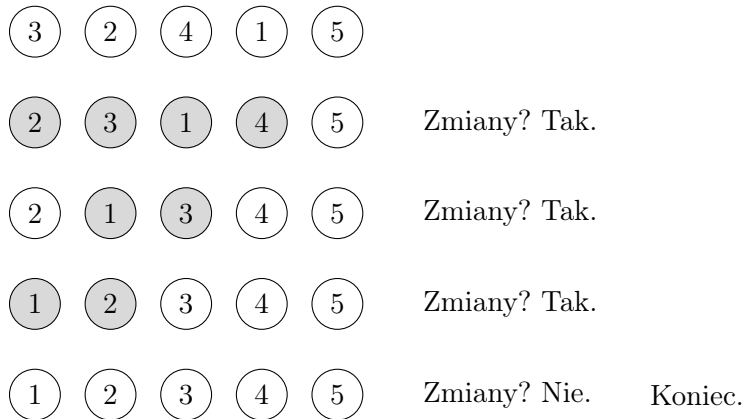 3 2 4 1 5
2 3 1 4 5 Zmiany? Tak.
2 1 3 4 5 Zmiany? Tak.
1 2 3 4 5 Zmiany? Tak.
1 2 3 4 5 Zmiany? Nie. Koniec.